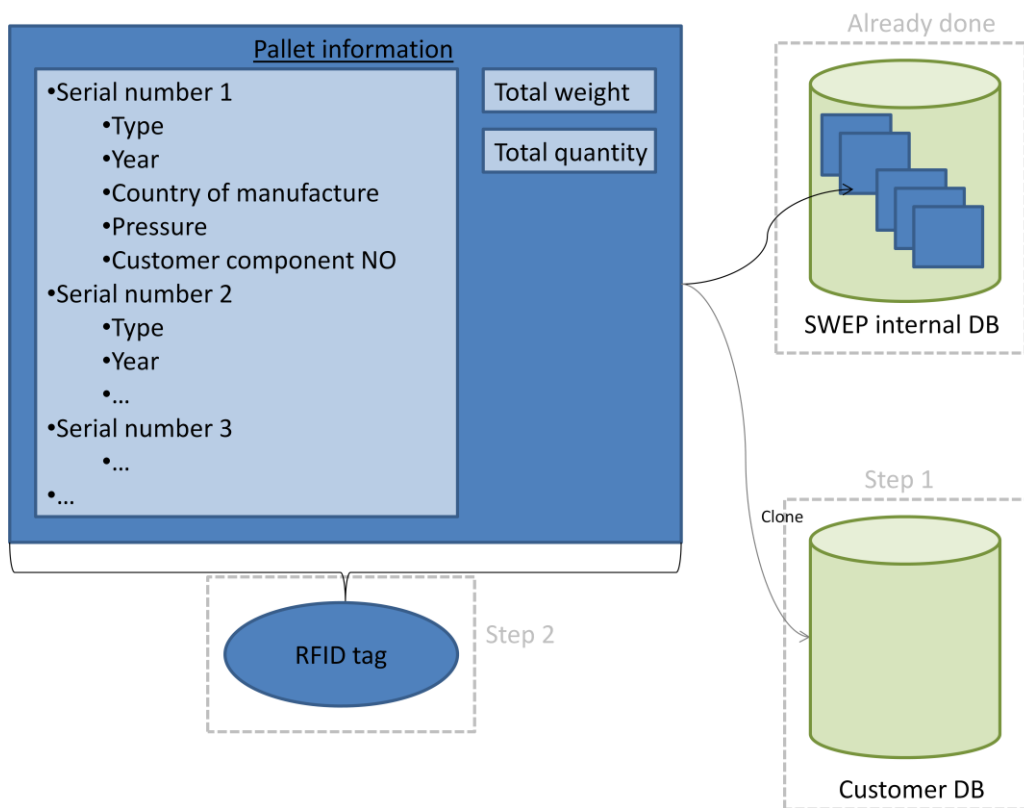 Pallet information
•Serial number 1
•Type
•Year
•Country of manufacture
•Pressure
•Customer component NO
•Serial number 2
•Type
•Year
•...
•Serial number 3
•...
•...
Total weight
Total quantity
Already done
SWEP internal DB
Step 1
Clone
Customer DB
RFID tag
Step 2